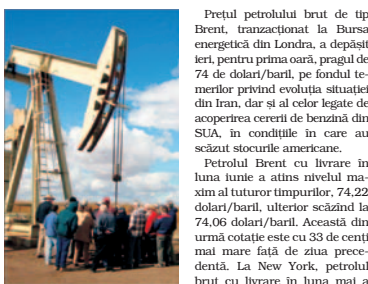 Prețul petrolului brut de tip
Brent, tranzacționat la Bursa
energetică din Londra, a depășit
ieri, pentru prima oară, pragul de
74 de dolari/baril, pe fondul te-
merilor privind evoluția situației
din Iran, dar și al celor legate de
acoperirea cererii de benzină din
SUA, în condițiile în care au
scăzut stocurile americane.
Petrolul Brent cu livrare în
luna iunie a atins nivelul ma-
xim al tuturor timpurilor, 74,22
dolari/baril, ulterior scăzînd la
74,06 dolari/baril. Această din
urmă cotație este cu 33 de cenți
mai mare față de ziua prece-
dentă. La New York, petrolul
brut cu livrare în luna mai a